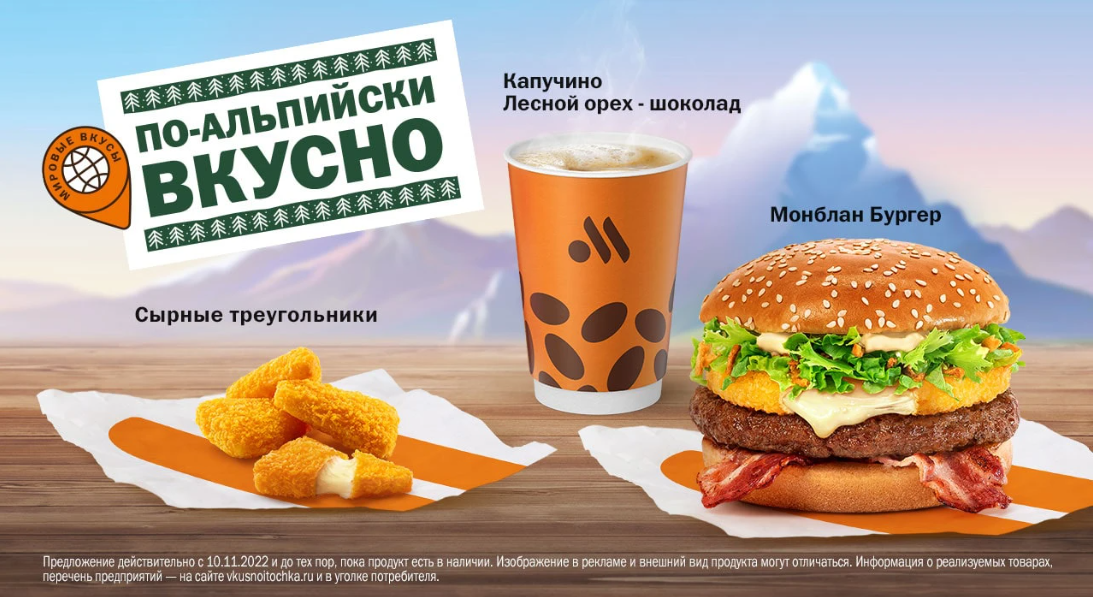 МИРОВЫЕ ВКУСЫ
ПО-АЛЬПИЙСКИ
ВКУСНО
Капучино
Лесной орех - шоколад
Монблан Бургер
Сырные треугольники
Предложение действительно с 10.11.2022 и до тех пор, пока продукт есть в наличии. Изображение в рекламе и внешний вид продукта могут отличаться. Информация о реализуемых товарах,
перечень предприятий — на сайте vkusnoitochka.ru и в уголке потребителя.